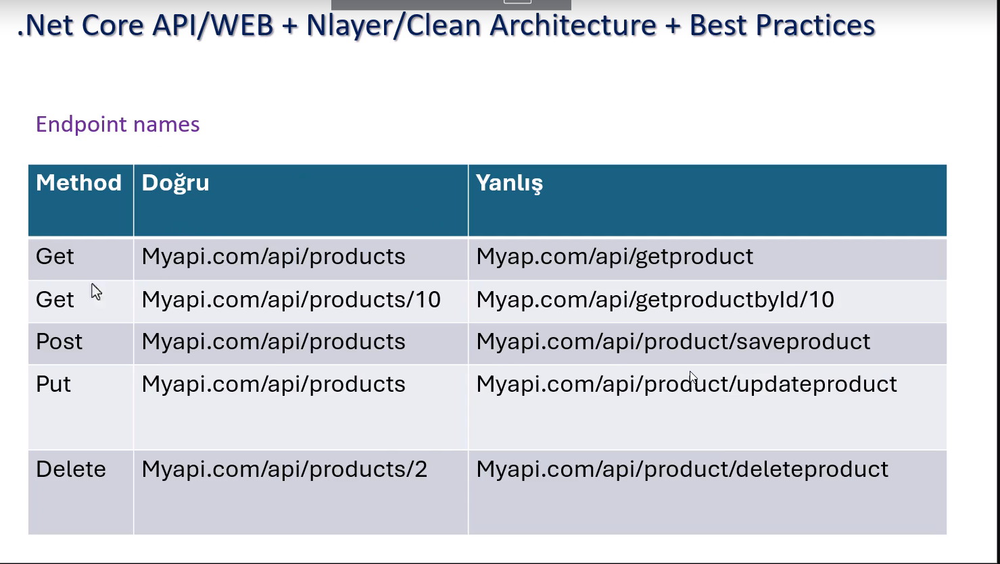 .Net Core API/WEB + Nlayer/Clean Architecture + Best Practices
Endpoint names
Method Doğru Yanlış
Get Myapi.com/api/products Myap.com/api/getproduct
Get Myapi.com/api/products/10 Myap.com/api/getproductbyId/10
Post Myapi.com/api/products Myapi.com/api/product/saveproduct
Put Myapi.com/api/products Myapi.com/api/product/updateproduct
Delete Myapi.com/api/products/2 Myapi.com/api/product/deleteproduct